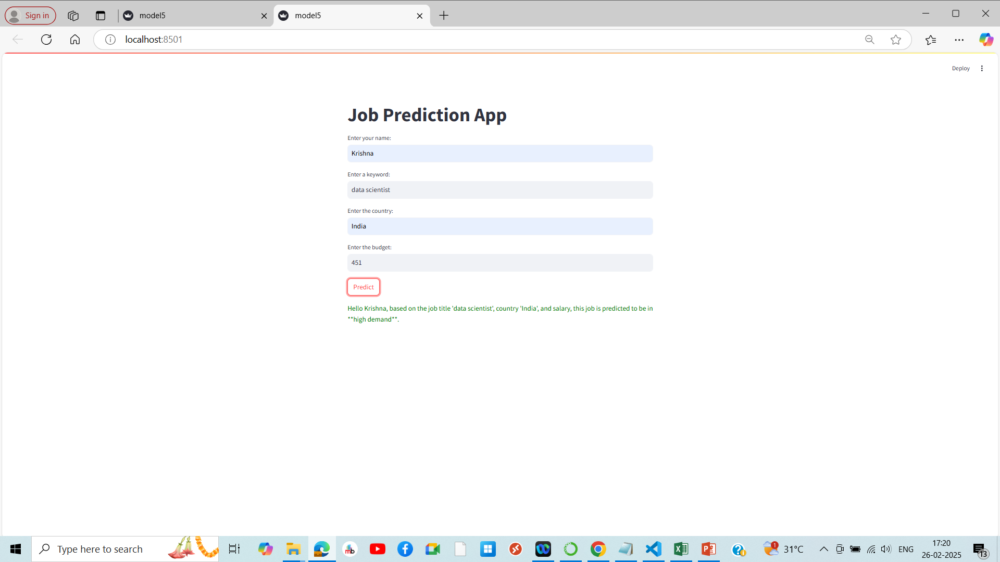 Sign in
model5
model5
localhost:8501
Deploy
Job Prediction App
Enter your name:
Krishna
Enter a keyword:
data scientist
Enter the country:
India
Enter the budget:
451
Predict
Hello Krishna, based on the job title 'data scientist', country 'India', and salary, this job is predicted to be in
**high demand**.
Type here to search
mb
1
31°C
ENG
17:20
26-02-2025
13